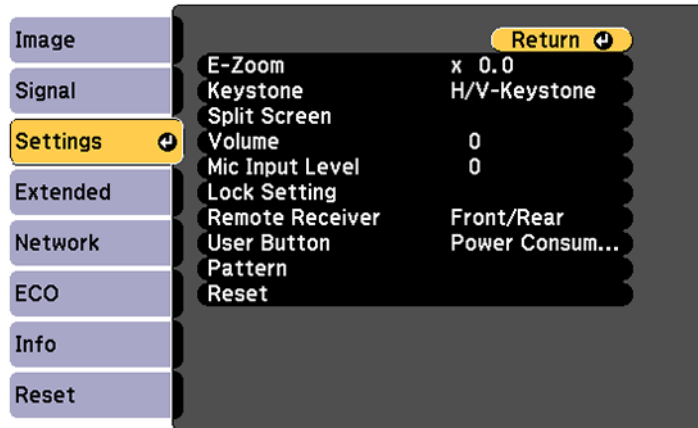 Image
Signal
Settings
Extended
Network
ECO
Info
Reset
Return
E-Zoom x 0.0
Keystone H/V-Keystone
Split Screen
Volume 0
Mic Input Level 0
Lock Setting
Remote Receiver Front/Rear
User Button Power Consum...
Pattern
Reset